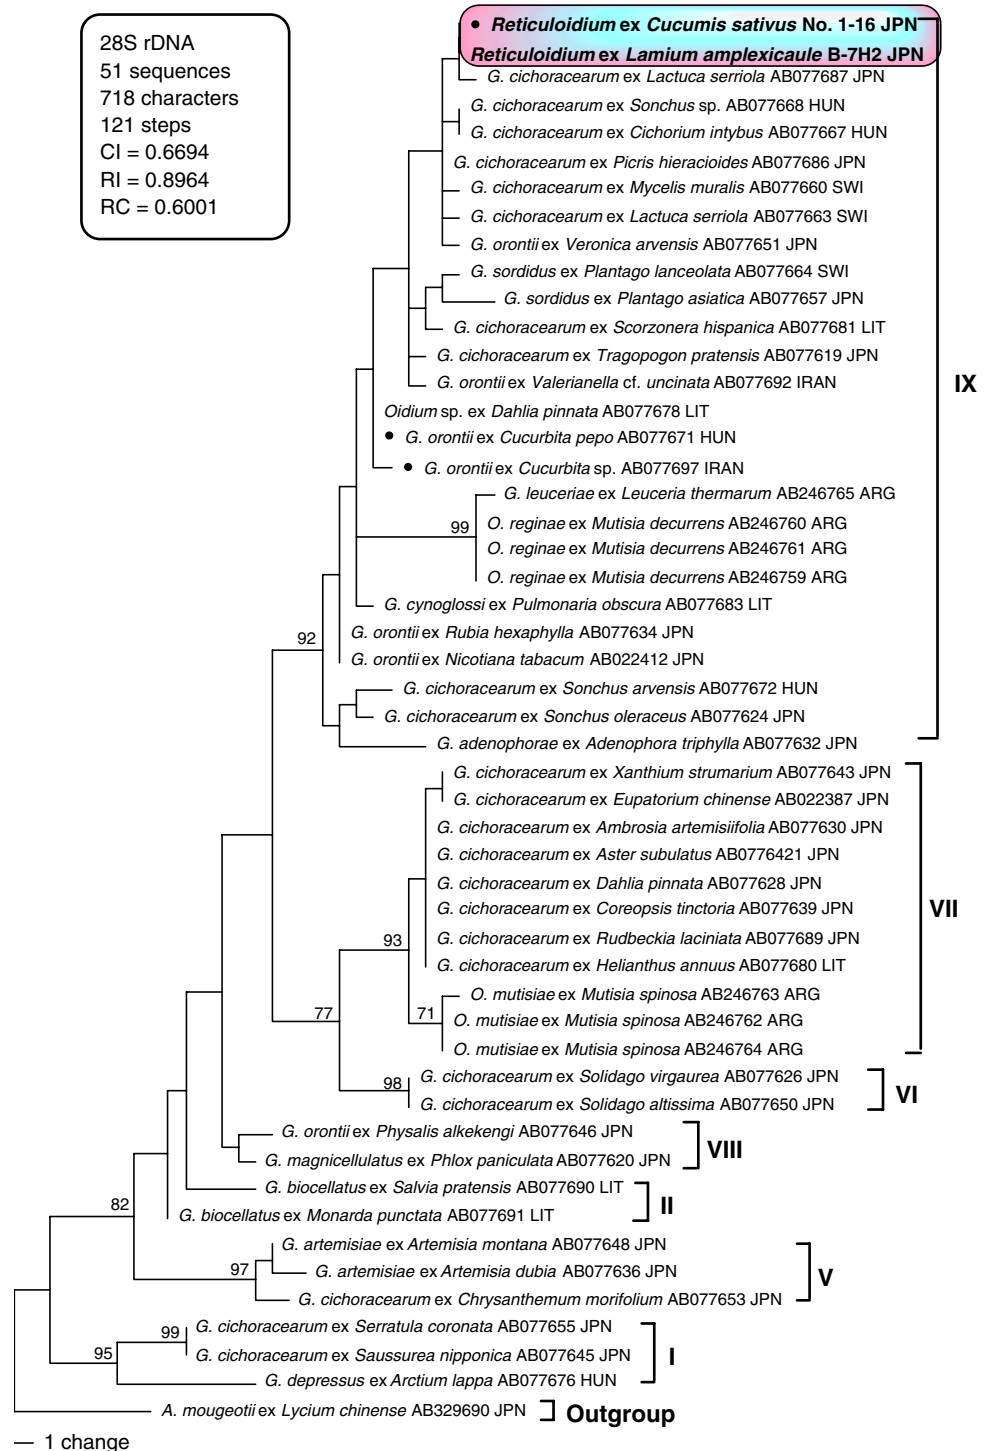 28S rDNA
51 sequences
718 characters
121 steps
CI = 0.6694
RI = 0.8964
RC = 0.6001
• Reticuloidium ex Cucumis sativus No. 1-16 JPN
Reticuloidium ex Lamium amplexicaule B-7H2 JPN
G. cichoracearum ex Lactuca serriola AB077687 JPN
G. cichoracearum ex Sonchus sp. AB077668 HUN
G. cichoracearum ex Cichorium intybus AB077667 HUN
G. cichoracearum ex Picris hieracioides AB077686 JPN
G. cichoracearum ex Mycelis muralis AB077660 SWI
G. cichoracearum ex Lactuca serriola AB077663 SWI
G. orontii ex Veronica arvensis AB077651 JPN
G. sordidus ex Plantago lanceolata AB077664 SWI
G. sordidus ex Plantago asiatica AB077657 JPN
G. cichoracearum ex Scorzonera hispanica AB077681 LIT
G. cichoracearum ex Tragopogon pratensis AB077619 JPN
G. orontii ex Valerianella cf. uncinata AB077692 IRAN
IX
Oidium sp. ex Dahlia pinnata AB077678 LIT
• G. orontii ex Cucurbita pepo AB077671 HUN
• G. orontii ex Cucurbita sp. AB077697 IRAN
G. leuceriae ex Leuceria thermarum AB246765 ARG
99
O. reginae ex Mutisia decurrens AB246760 ARG
O. reginae ex Mutisia decurrens AB246761 ARG
O. reginae ex Mutisia decurrens AB246759 ARG
G. cynoglossi ex Pulmonaria obscura AB077683 LIT
92
G. orontii ex Rubia hexaphylla AB077634 JPN
G. orontii ex Nicotiana tabacum AB022412 JPN
G. cichoracearum ex Sonchus arvensis AB077672 HUN
G. cichoracearum ex Sonchus oleraceus AB077624 JPN
G. adenophorae ex Adenophora triphylla AB077632 JPN
G. cichoracearum ex Xanthium strumarium AB077643 JPN
G. cichoracearum ex Eupatorium chinense AB022387 JPN
G. cichoracearum ex Ambrosia artemisiifolia AB077630 JPN
G. cichoracearum ex Aster subulatus AB0776421 JPN
G. cichoracearum ex Dahlia pinnata AB077628 JPN
G. cichoracearum ex Coreopsis tinctoria AB077639 JPN
VII
93
G. cichoracearum ex Rudbeckia laciniata AB077689 JPN
G. cichoracearum ex Helianthus annuus AB077680 LIT
O. mutisiae ex Mutisia spinosa AB246763 ARG
77
71
O. mutisiae ex Mutisia spinosa AB246762 ARG
O. mutisiae ex Mutisia spinosa AB246764 ARG
98
G. cichoracearum ex Solidago virgaurea AB077626 JPN
VI
G. cichoracearum ex Solidago altissima AB077650 JPN
G. orontii ex Physalis alkekengi AB077646 JPN
VIII
G. magnicellulatus ex Phlox paniculata AB077620 JPN
G. biocellatus ex Salvia pratensis AB077690 LIT
II
82
G. biocellatus ex Monarda punctata AB077691 LIT
G. artemisiae ex Artemisia montana AB077648 JPN
97
G. artemisiae ex Artemisia dubia AB077636 JPN
V
G. cichoracearum ex Chrysanthemum morifolium AB077653 JPN
99
G. cichoracearum ex Serratula coronata AB077655 JPN
95
G. cichoracearum ex Saussurea nipponica AB077645 JPN
I
G. depressus ex Arctium lappa AB077676 HUN
A. mougeotii ex Lycium chinense AB329690 JPN
Outgroup
1 change